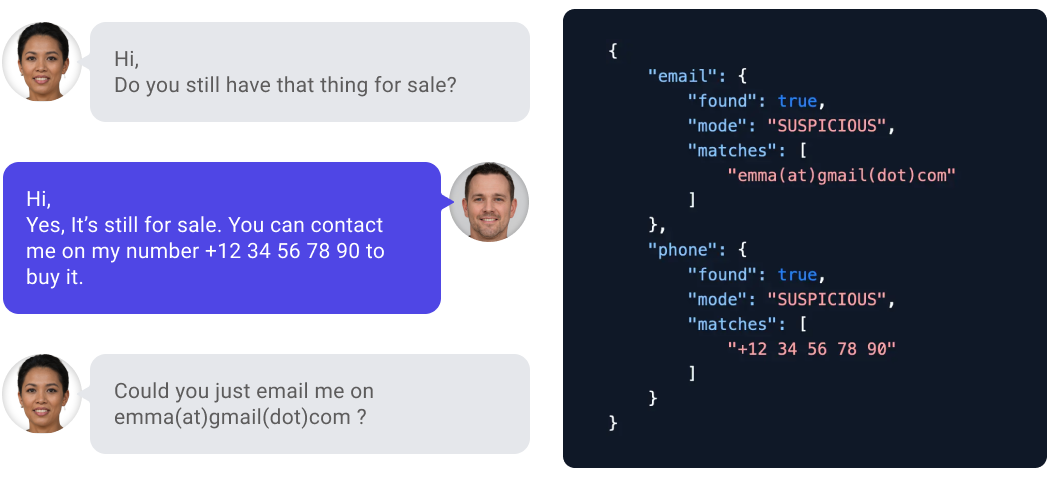 Hi,
Do you still have that thing for sale?
Hi,
Yes, It’s still for sale. You can contact
me on my number +12 34 56 78 90 to
buy it.
Could you just email me on
emma(at)gmail(dot)com ?
{
    "email": {
        "found": true,
        "mode": "SUSPICIOUS",
        "matches": [
            "emma(at)gmail(dot)com"
        ]
    },
    "phone": {
        "found": true,
        "mode": "SUSPICIOUS",
        "matches": [
            "+12 34 56 78 90"
        ]
    }
}